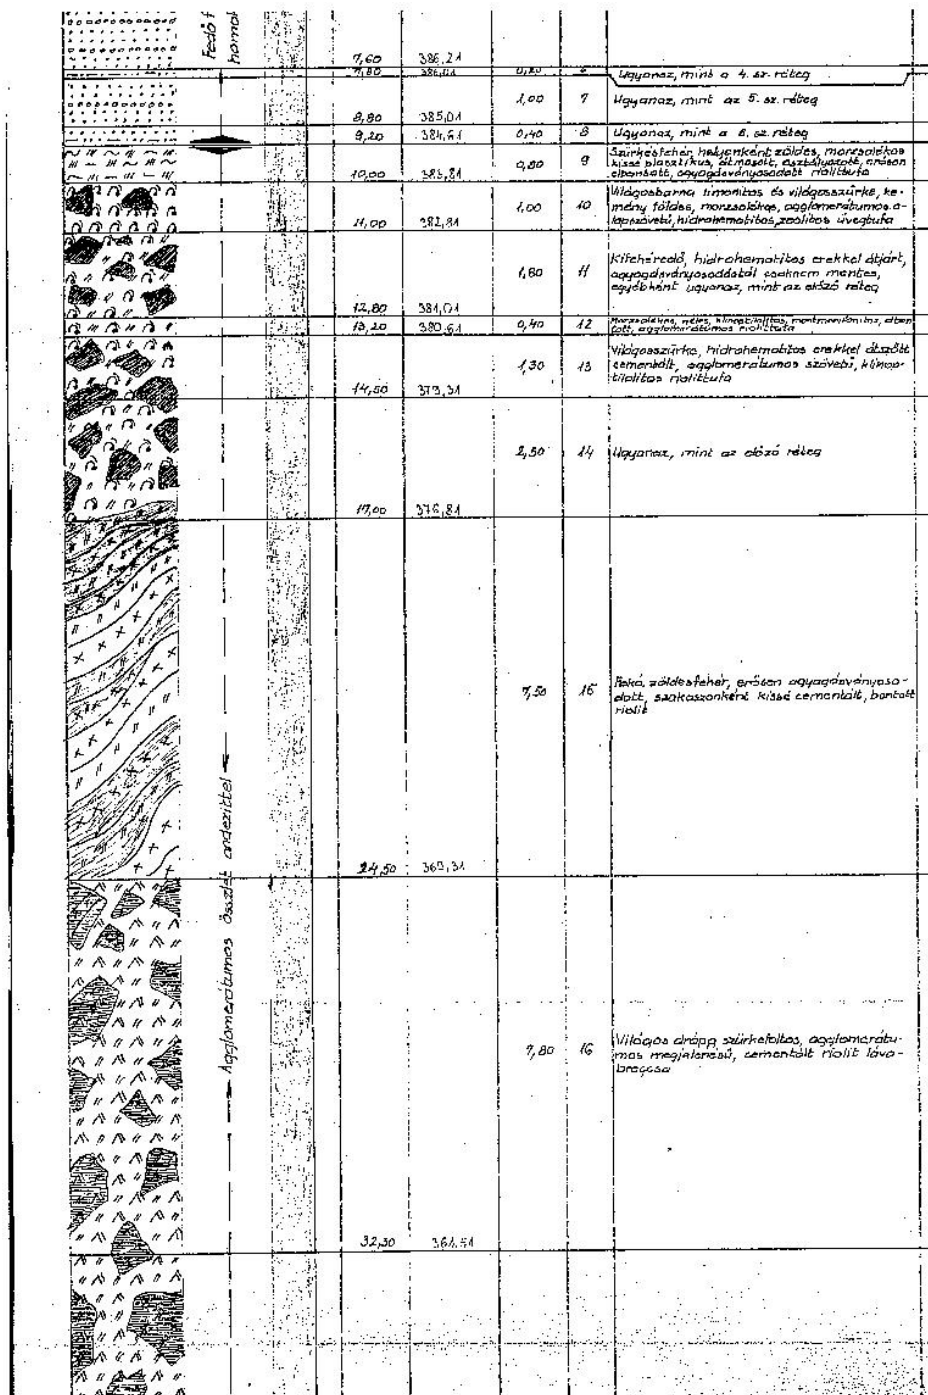 Fedő
homok
7,60 386,21
7,80 386,01 0,20 6 Ugyanaz, mint a 4. sz. réteg
1,00 7 Ugyanaz, mint az 5. sz. réteg
8,80 385,01
9,20 384,61 0,40 8 Ugyanaz, mint a 6. sz. réteg
Szürkésfehér, helyenként zöldes, morzsalékos
0,80 9 kissé plasztikus, átmosott, osztályozott, erősen
10,00 383,81 elbontott, agyagásványosodott riolittufa
Világosbarna limonitos és világosszürke, ke-
1,00 10 mény földes, morzsalékos, agglomerátumos a-
11,00 382,81 lapszövetű, hidrohematitos, zeolitos üvegtufa
Kifehéredő, hidrohematitos erekkel átjárt,
1,80 11 agyagásványosodástól csaknem mentes,
egyébként ugyanaz, mint az előző réteg
12,80 381,01
13,20 380,61 0,40 12
Világosszürke, hidrohematitos erekkel átszőtt
1,30 13 cementált, agglomerátumos szövetű, klinop-
tilolitos riolittufa
14,50 379,31
2,50 14 Ugyanaz, mint az előző réteg
17,00 376,81
Fakó, zöldesfehér, erősen agyagásványoso-
7,50 15 dott, szakaszonként kissé cementált, bontott
riolit
24,50 369,31
Agglomerátumos összlet andezittel
Világos drapp, szürkefoltos, agglomerátu-
7,80 16 mos megjelenésű, cementált riolit láva-
breccsa
32,30 361,51